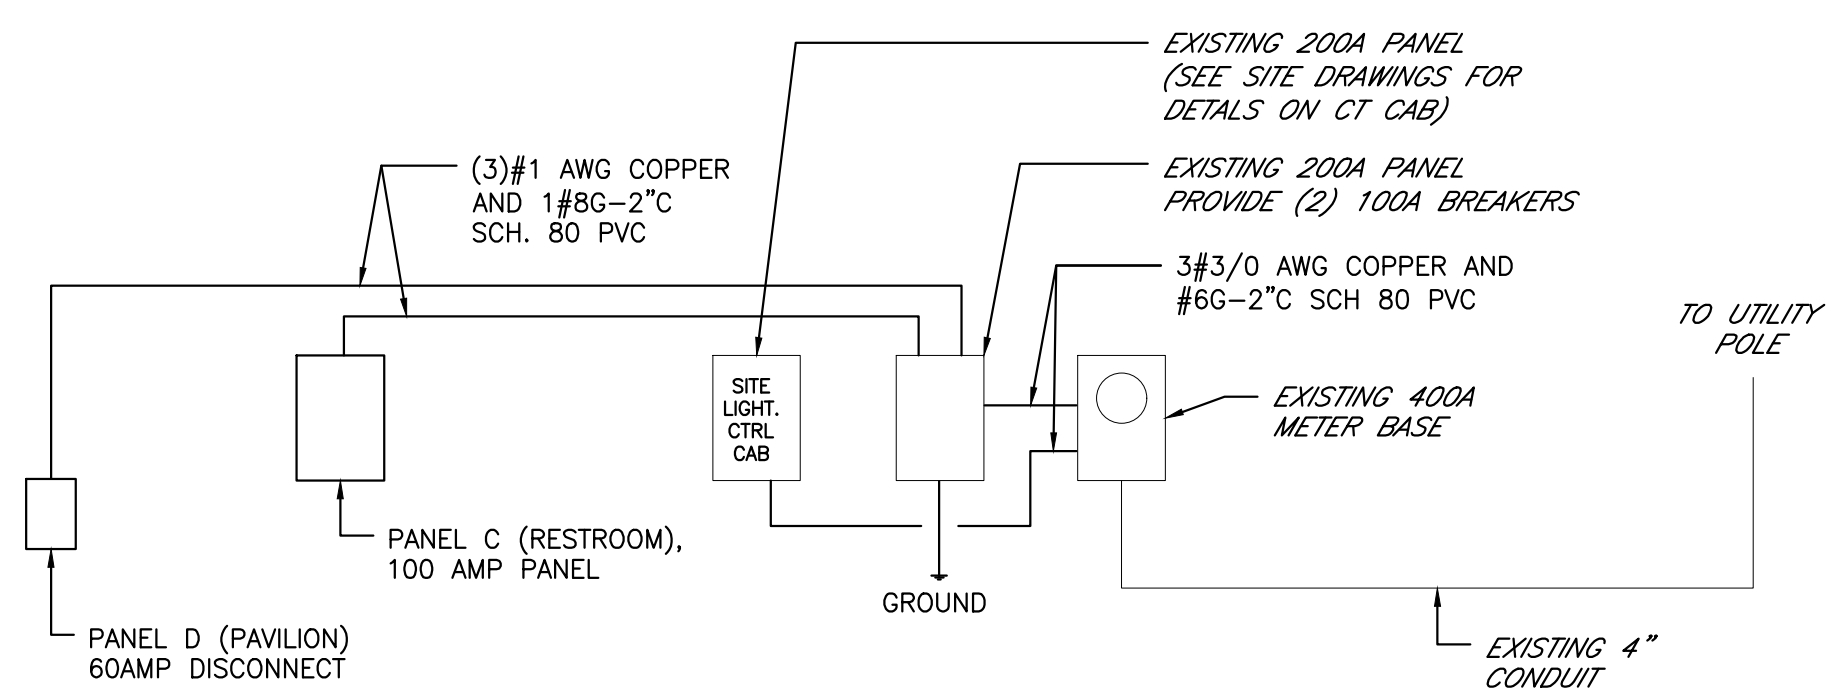 EXISTING 200A PANEL
(SEE SITE DRAWINGS FOR
DETALS ON CT CAB)
(3)#1 AWG COPPER
AND 1#8G-2"C
SCH. 80 PVC
EXISTING 200A PANEL
PROVIDE (2) 100A BREAKERS
3#3/0 AWG COPPER AND
#6G-2"C SCH 80 PVC
TO UTILITY
POLE
SITE
LIGHT.
CTRL
CAB
EXISTING 400A
METER BASE
PANEL C (RESTROOM),
100 AMP PANEL
GROUND
PANEL D (PAVILION)
60AMP DISCONNECT
EXISTING 4"
CONDUIT